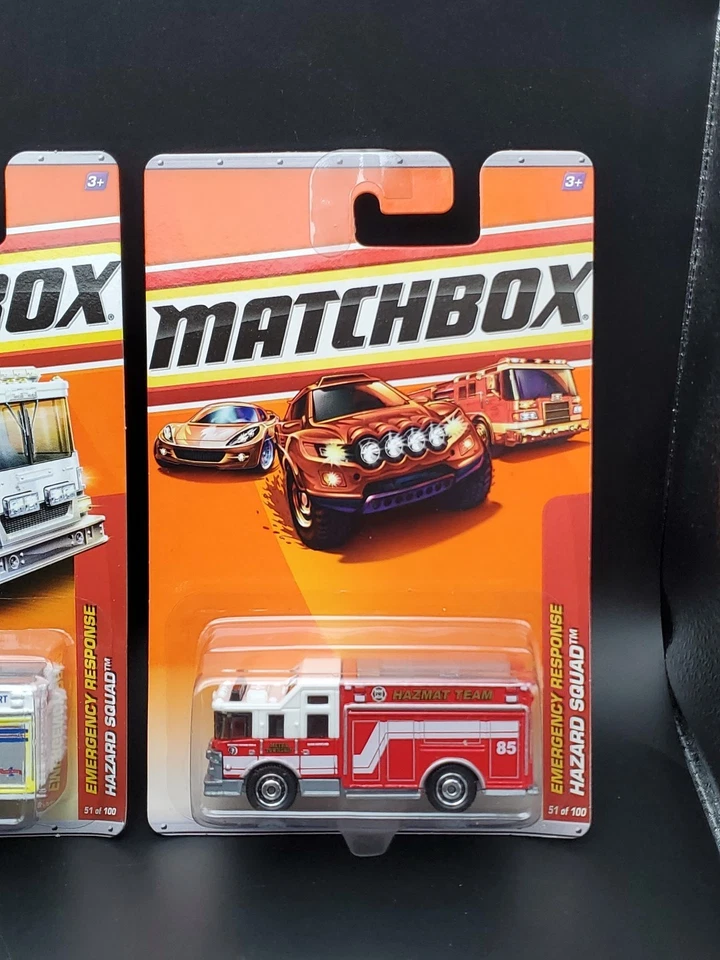 3+
BOX
EMERGENCY RESPONSE
HAZARD SQUAD™
51 of 100
3+
MATCHBOX®
HAZMAT TEAM
85
EMERGENCY RESPONSE
HAZARD SQUAD™
51 of 100